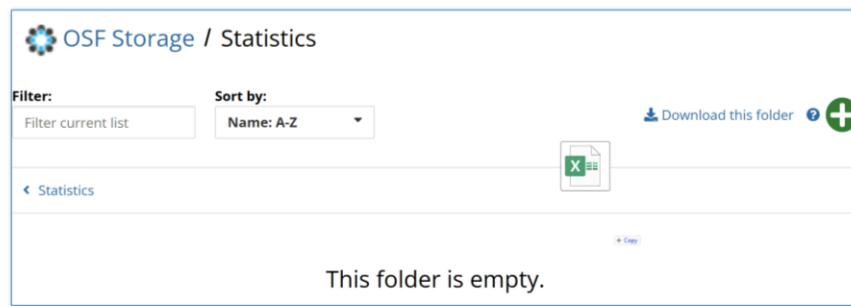 OSF Storage / Statistics
Filter:
Sort by:
Filter current list
Name: A-Z
Download this folder
X
Statistics
+ Copy
This folder is empty.